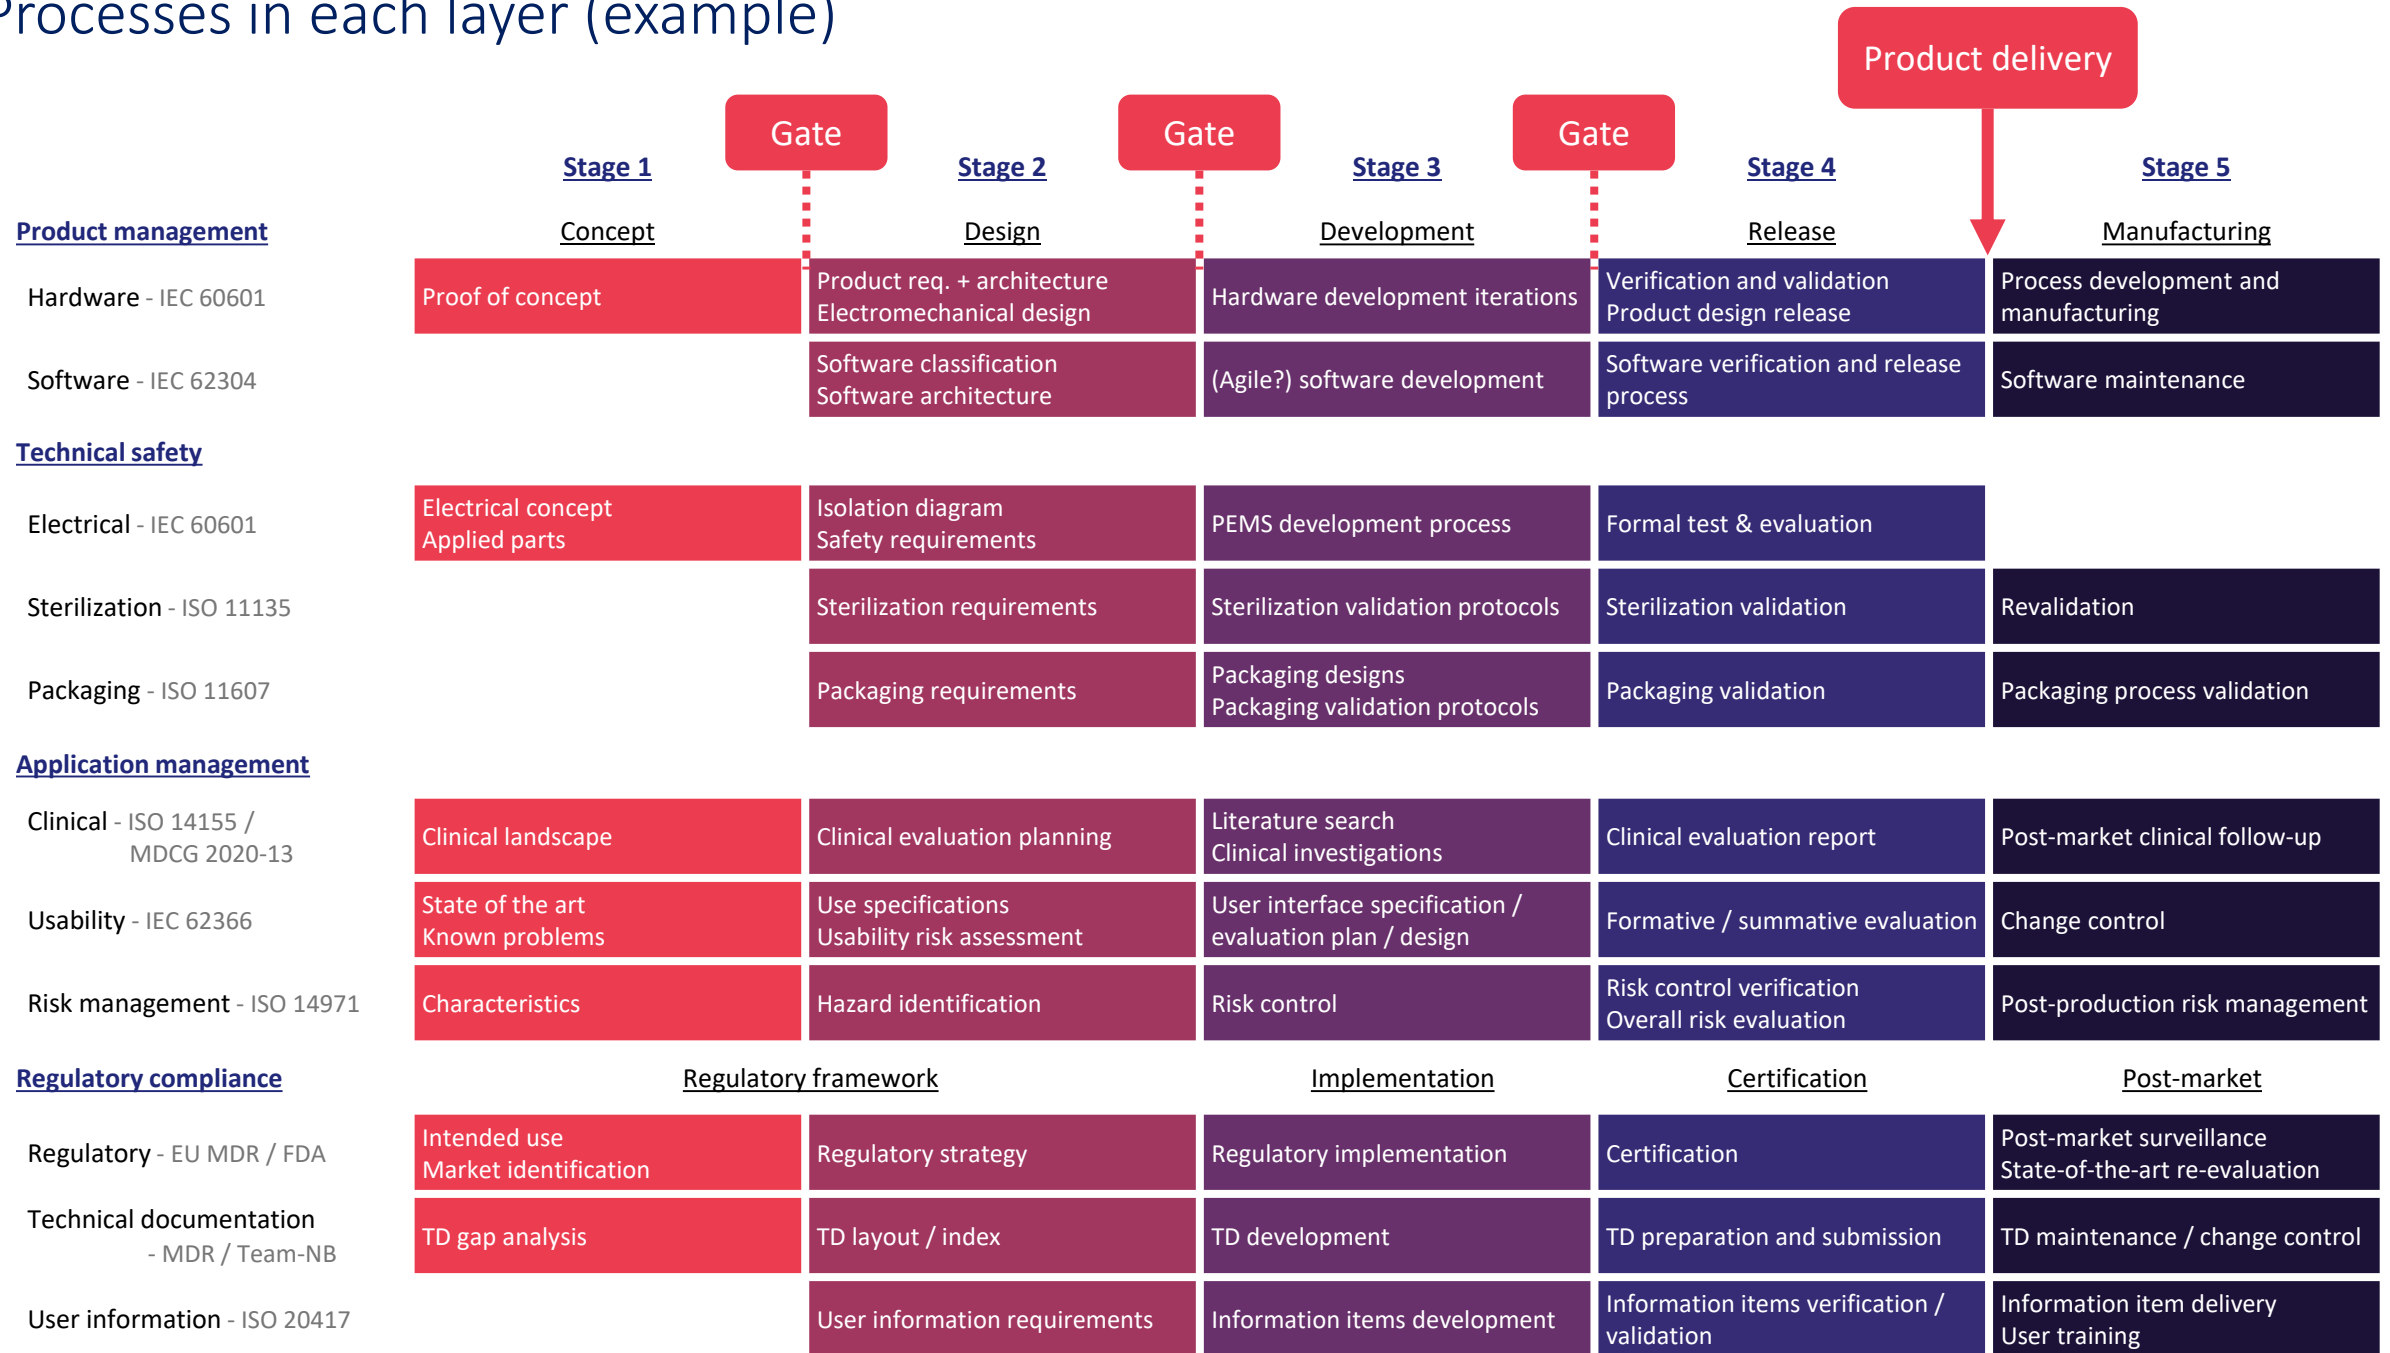 Processes in each layer (example)
Product delivery
Gate
Gate
Gate
Stage 1
Stage 2
Stage 3
Stage 4
Stage 5
Product management
Concept
Design
Development
Release
Manufacturing
Hardware - IEC 60601
Proof of concept
Product req. + architecture
Electromechanical design
Hardware development iterations
Verification and validation
Product design release
Process development and
manufacturing
Software - IEC 62304
Software classification
Software architecture
(Agile?) software development
Software verification and release
process
Software maintenance
Technical safety
Electrical - IEC 60601
Electrical concept
Applied parts
Isolation diagram
Safety requirements
PEMS development process
Formal test & evaluation
Sterilization - ISO 11135
Sterilization requirements
Sterilization validation protocols
Sterilization validation
Revalidation
Packaging - ISO 11607
Packaging requirements
Packaging designs
Packaging validation protocols
Packaging validation
Packaging process validation
Application management
Clinical - ISO 14155 /
MDCG 2020-13
Clinical landscape
Clinical evaluation planning
Literature search
Clinical investigations
Clinical evaluation report
Post-market clinical follow-up
Usability - IEC 62366
State of the art
Known problems
Use specifications
Usability risk assessment
User interface specification /
evaluation plan / design
Formative / summative evaluation
Change control
Risk management - ISO 14971
Characteristics
Hazard identification
Risk control
Risk control verification
Overall risk evaluation
Post-production risk management
Regulatory compliance
Regulatory framework
Implementation
Certification
Post-market
Regulatory - EU MDR / FDA
Intended use
Market identification
Regulatory strategy
Regulatory implementation
Certification
Post-market surveillance
State-of-the-art re-evaluation
Technical documentation
- MDR / Team-NB
TD gap analysis
TD layout / index
TD development
TD preparation and submission
TD maintenance / change control
User information - ISO 20417
User information requirements
Information items development
Information items verification /
validation
Information item delivery
User training